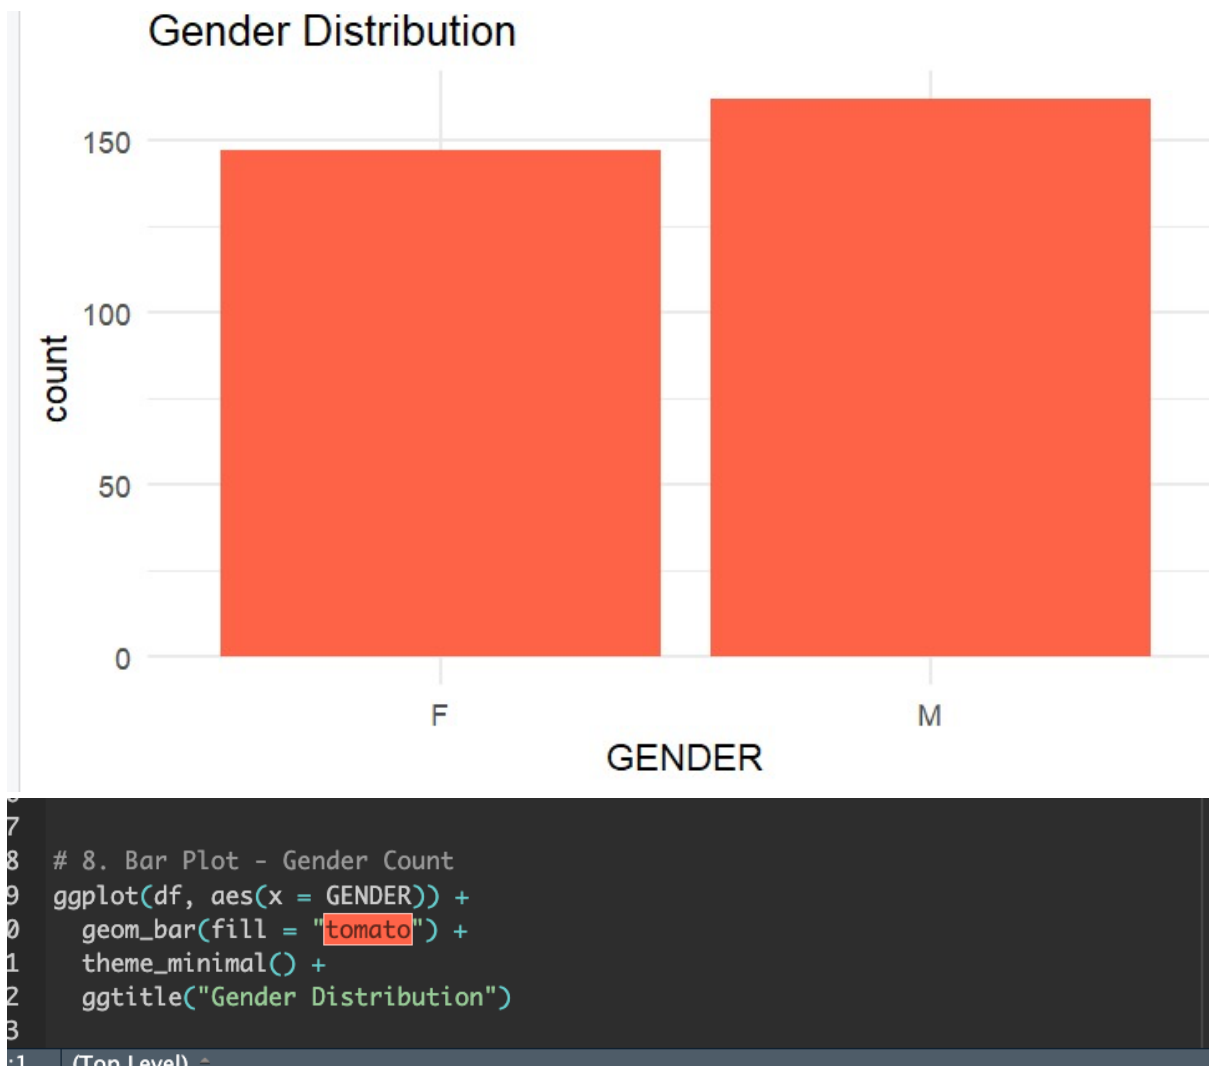 Gender Distribution
150
100
50
0
count
F M
GENDER
7
8 # 8. Bar Plot - Gender Count
9 ggplot(df, aes(x = GENDER)) +
0 geom_bar(fill = "tomato") +
1 theme_minimal() +
2 ggtitle("Gender Distribution")
3
:1 (Top Level)